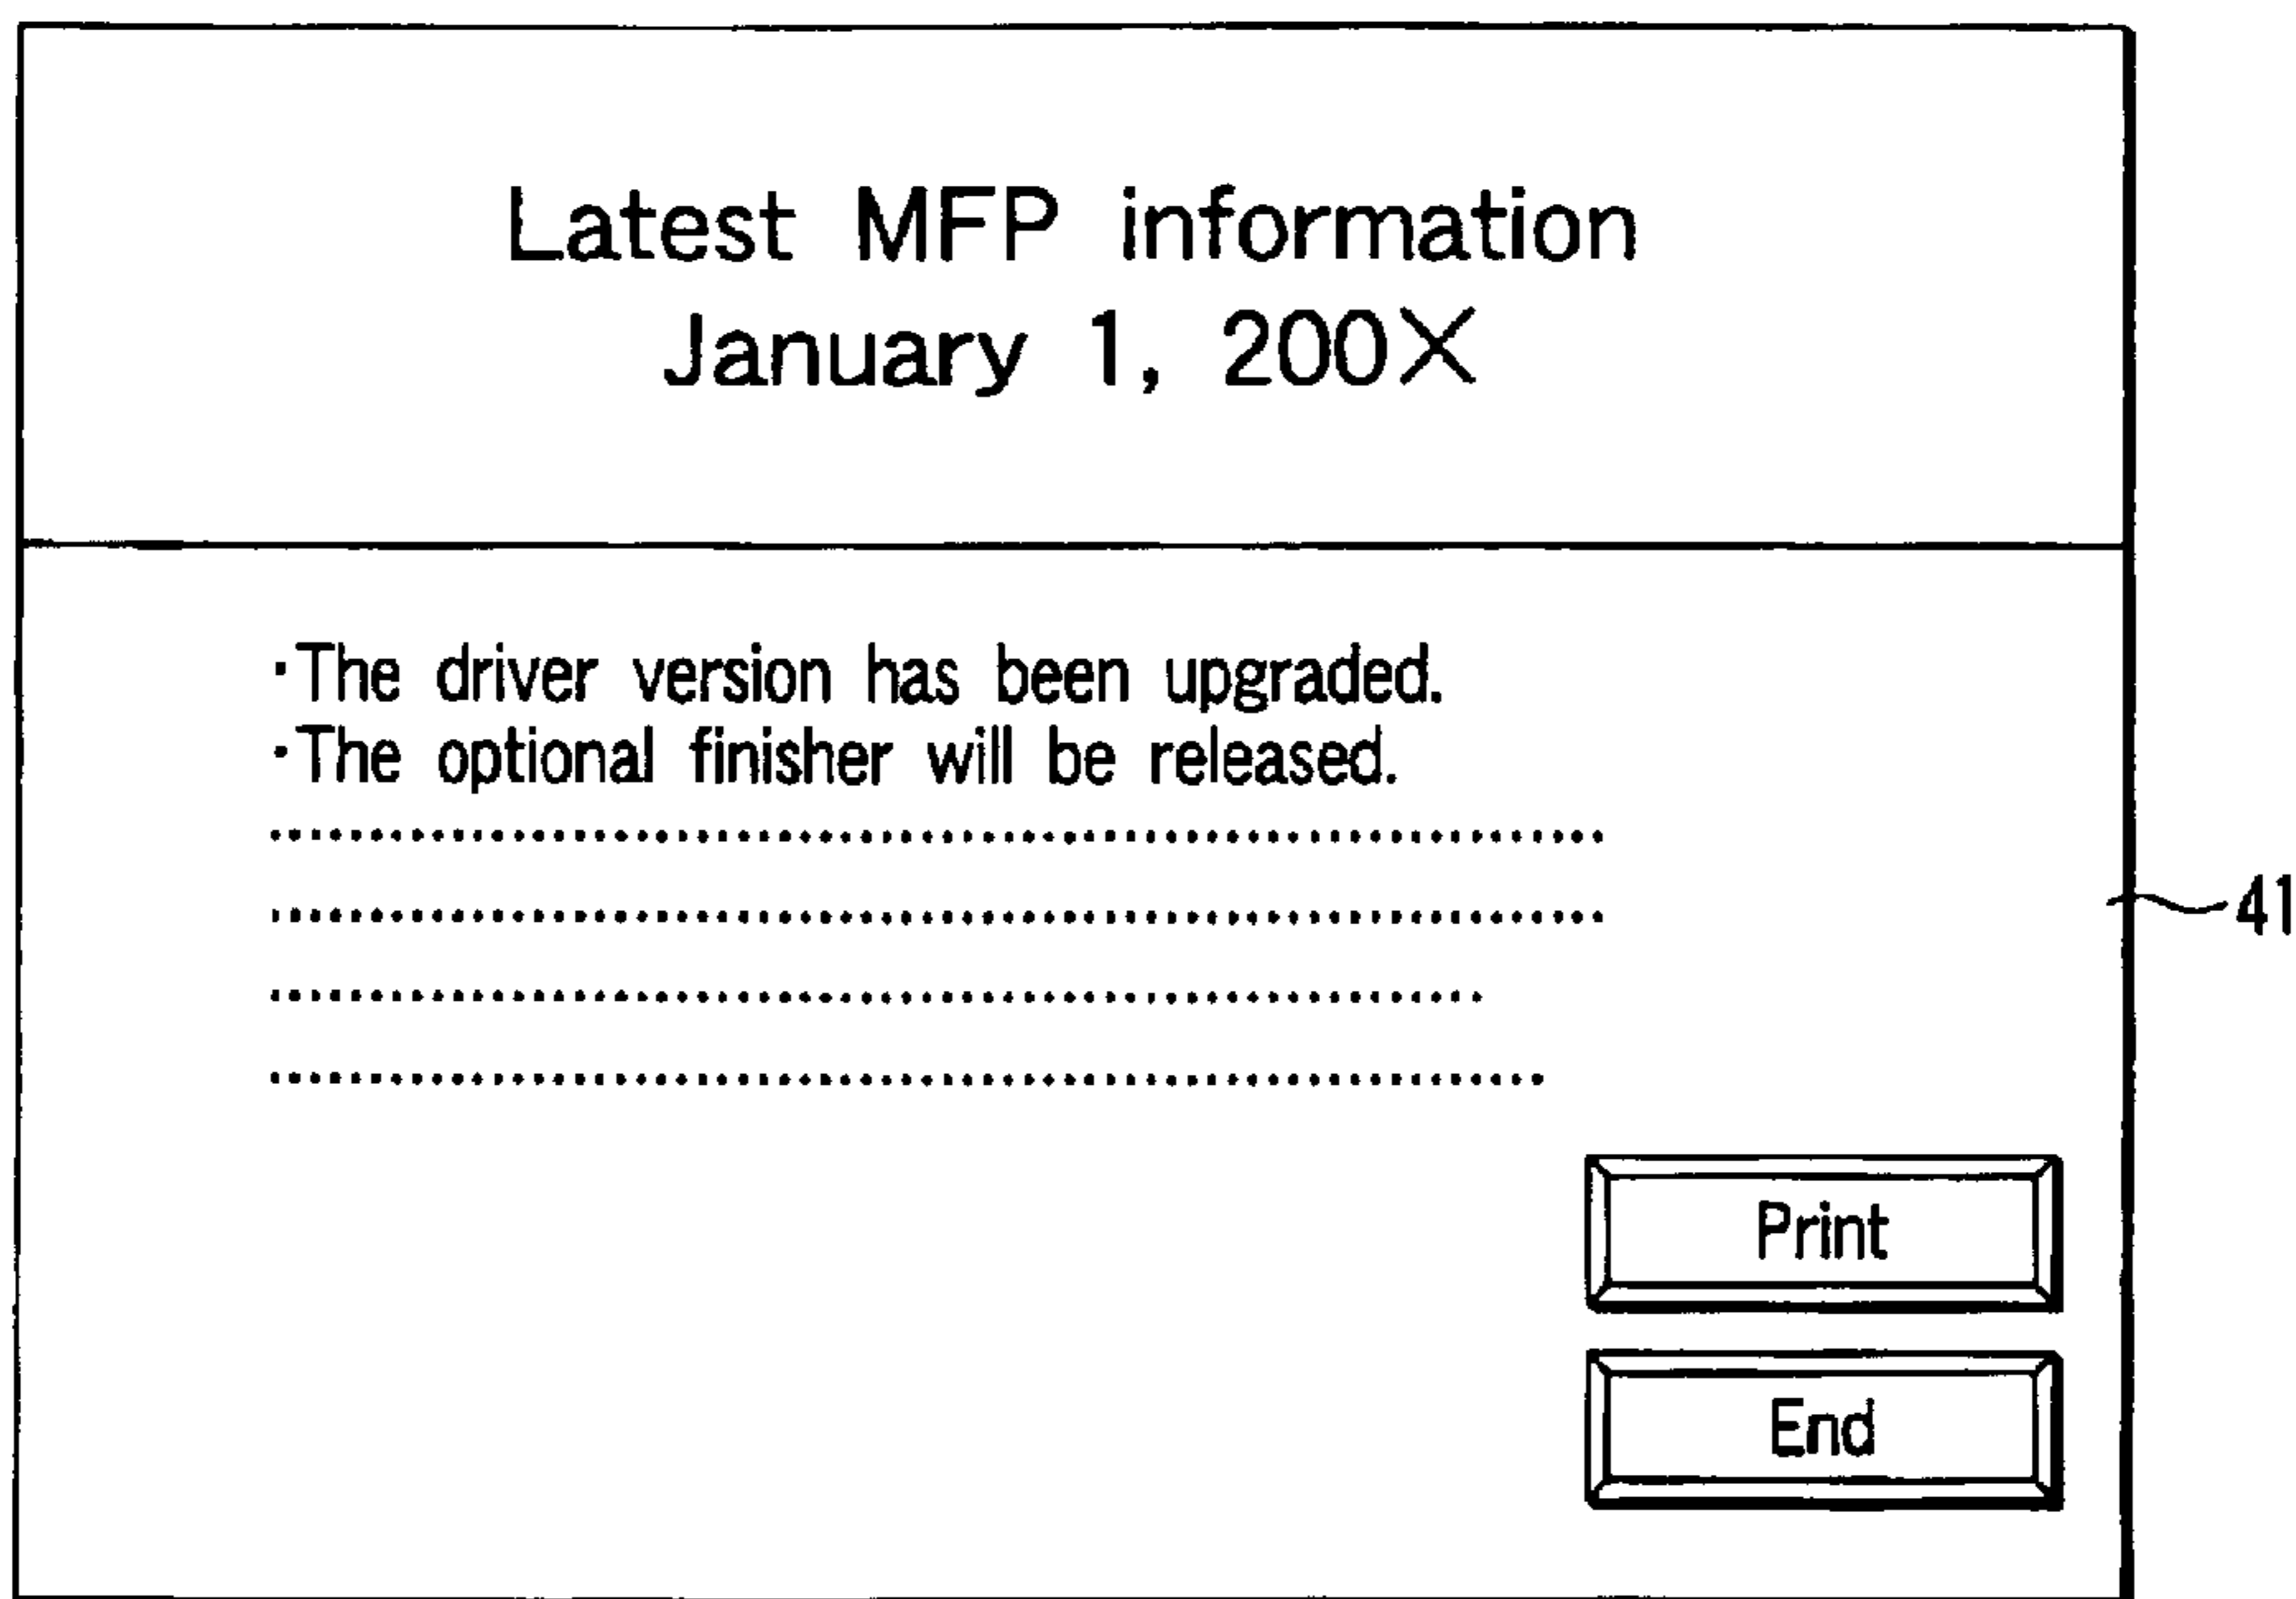 Latest MFP information
January 1, 200X
·The driver version has been upgraded.
·The optional finisher will be released.
41
Print
End